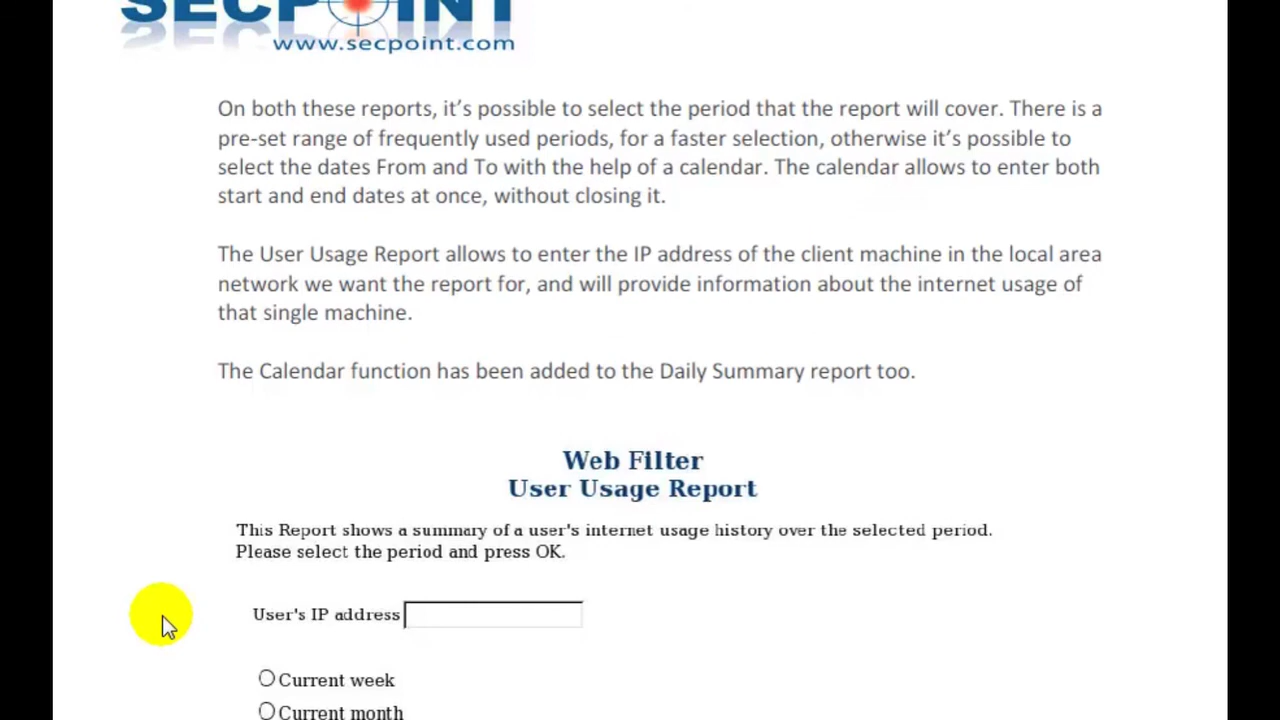 SECPOINT
www.secpoint.com
On both these reports, it's possible to select the period that the report will cover. There is a
pre-set range of frequently used periods, for a faster selection, otherwise it's possible to
select the dates From and To with the help of a calendar. The calendar allows to enter both
start and end dates at once, without closing it.
The User Usage Report allows to enter the IP address of the client machine in the local area
network we want the report for, and will provide information about the internet usage of
that single machine.
The Calendar function has been added to the Daily Summary report too.
Web Filter
User Usage Report
This Report shows a summary of a user's internet usage history over the selected period.
Please select the period and press OK.
User's IP address
Current week
Current month